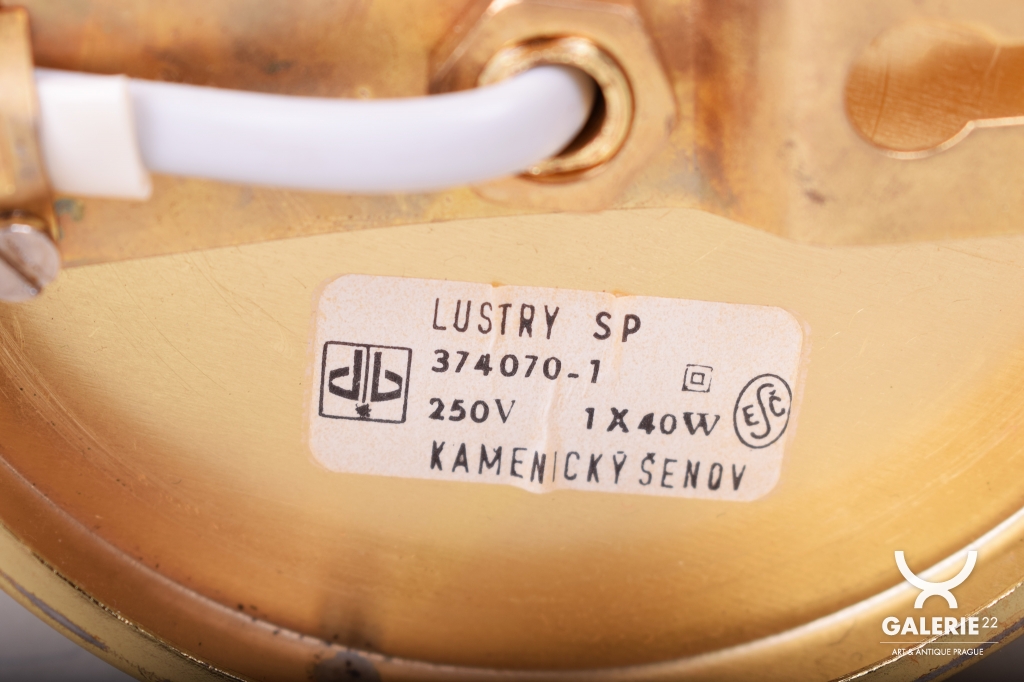 LUSTRY SP
374070-1
250V 1X40W
ESČ
KAMENICKÝ ŠENOV
GALERIE 22
ART & ANTIQUE PRAGUE